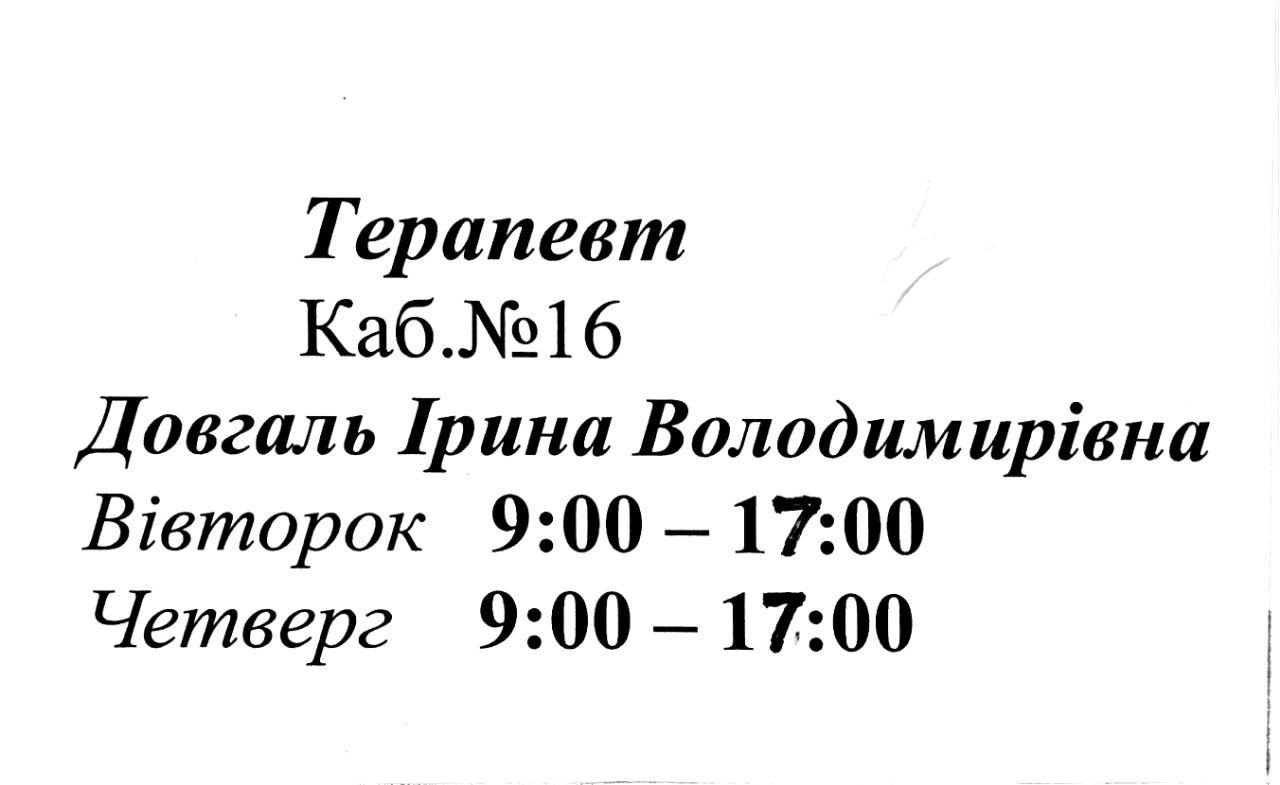 Терапевт
Каб.№16
Довгаль Ірина Володимирівна
Вівторок 9:00 – 17:00
Четверг 9:00 – 17:00